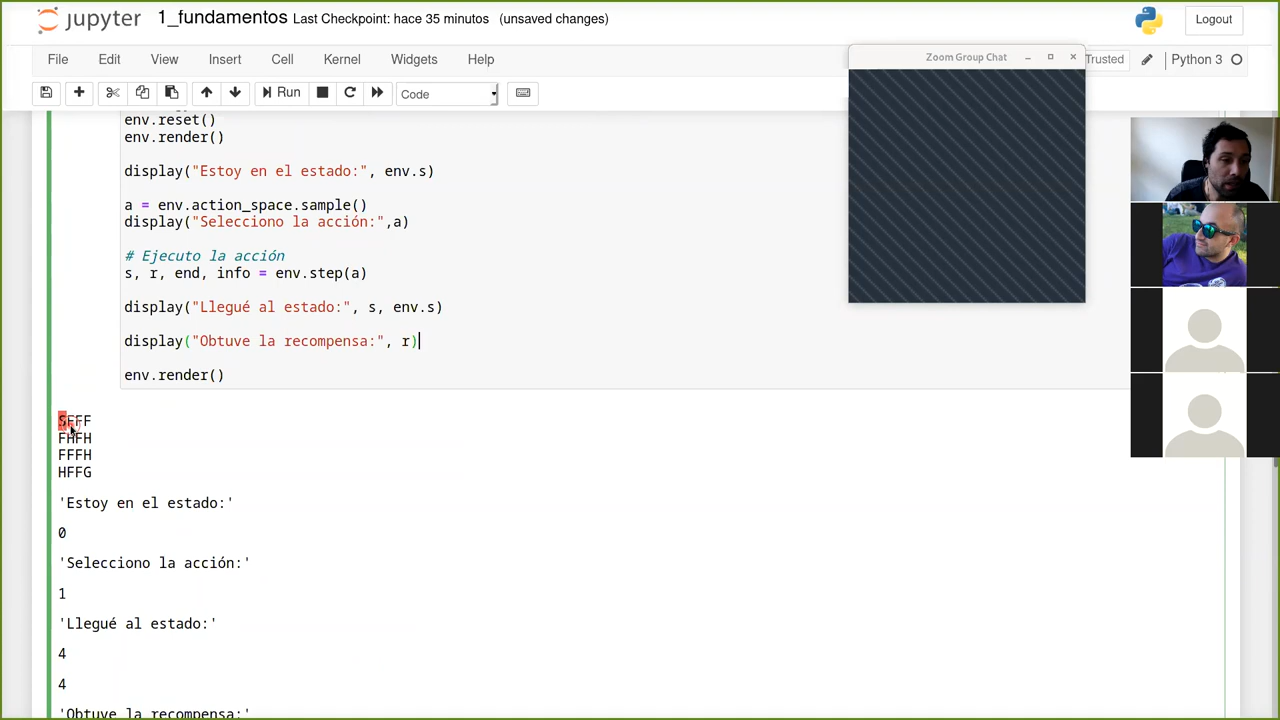 jupyter 1_fundamentos Last Checkpoint: hace 35 minutos (unsaved changes) Logout
File Edit View Insert Cell Kernel Widgets Help Trusted Python 3
Run Code
Zoom Group Chat
env.reset()
env.render()
display("Estoy en el estado:", env.s)
a = env.action_space.sample()
display("Selecciono la acción:",a)
# Ejecuto la acción
s, r, end, info = env.step(a)
display("Llegué al estado:", s, env.s)
display("Obtuve la recompensa:", r)
env.render()
SFFF
FHFH
FFFH
HFFG
'Estoy en el estado:'
0
'Selecciono la acción:'
1
'Llegué al estado:'
4
4
'Obtuve la recompensa:'